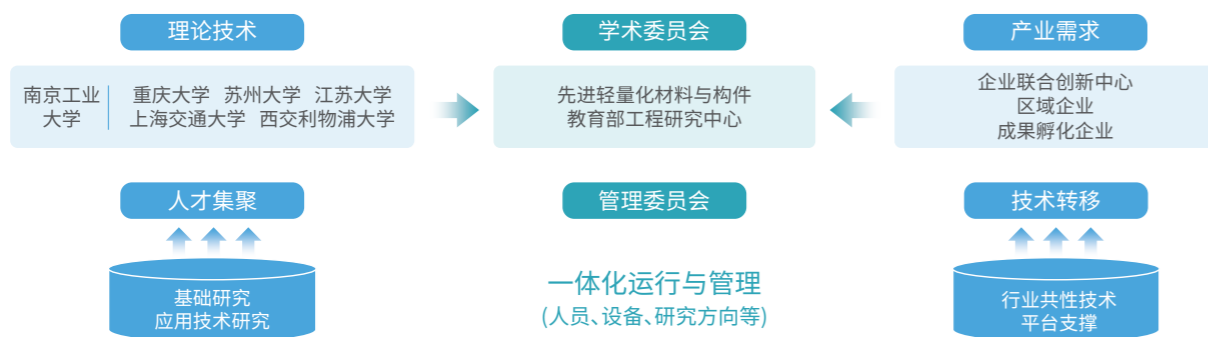 理论技术
学术委员会
产业需求
南京工业
大学
重庆大学 苏州大学 江苏大学
上海交通大学 西交利物浦大学
先进轻量化材料与构件
教育部工程研究中心
企业联合创新中心
区域企业
成果孵化企业
人才集聚
管理委员会
技术转移
基础研究
应用技术研究
一体化运行与管理
(人员、设备、研究方向等)
行业共性技术
平台支撑